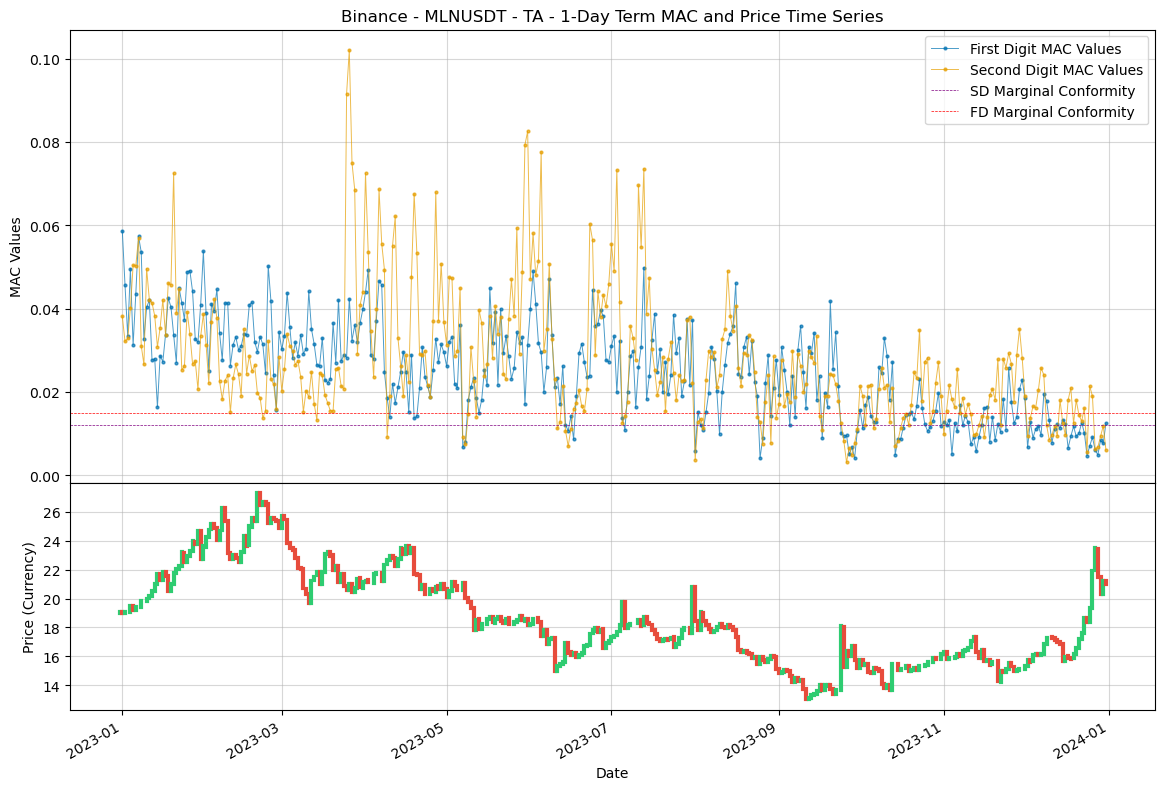 Binance - MLNUSDT - TA - 1-Day Term MAC and Price Time Series
First Digit MAC Values
Second Digit MAC Values
SD Marginal Conformity
FD Marginal Conformity
MAC Values
0.10
0.08
0.06
0.04
0.02
0.00
Price (Currency)
26
24
22
20
18
16
14
2023-01
2023-03
2023-05
2023-07
2023-09
2023-11
2024-01
Date